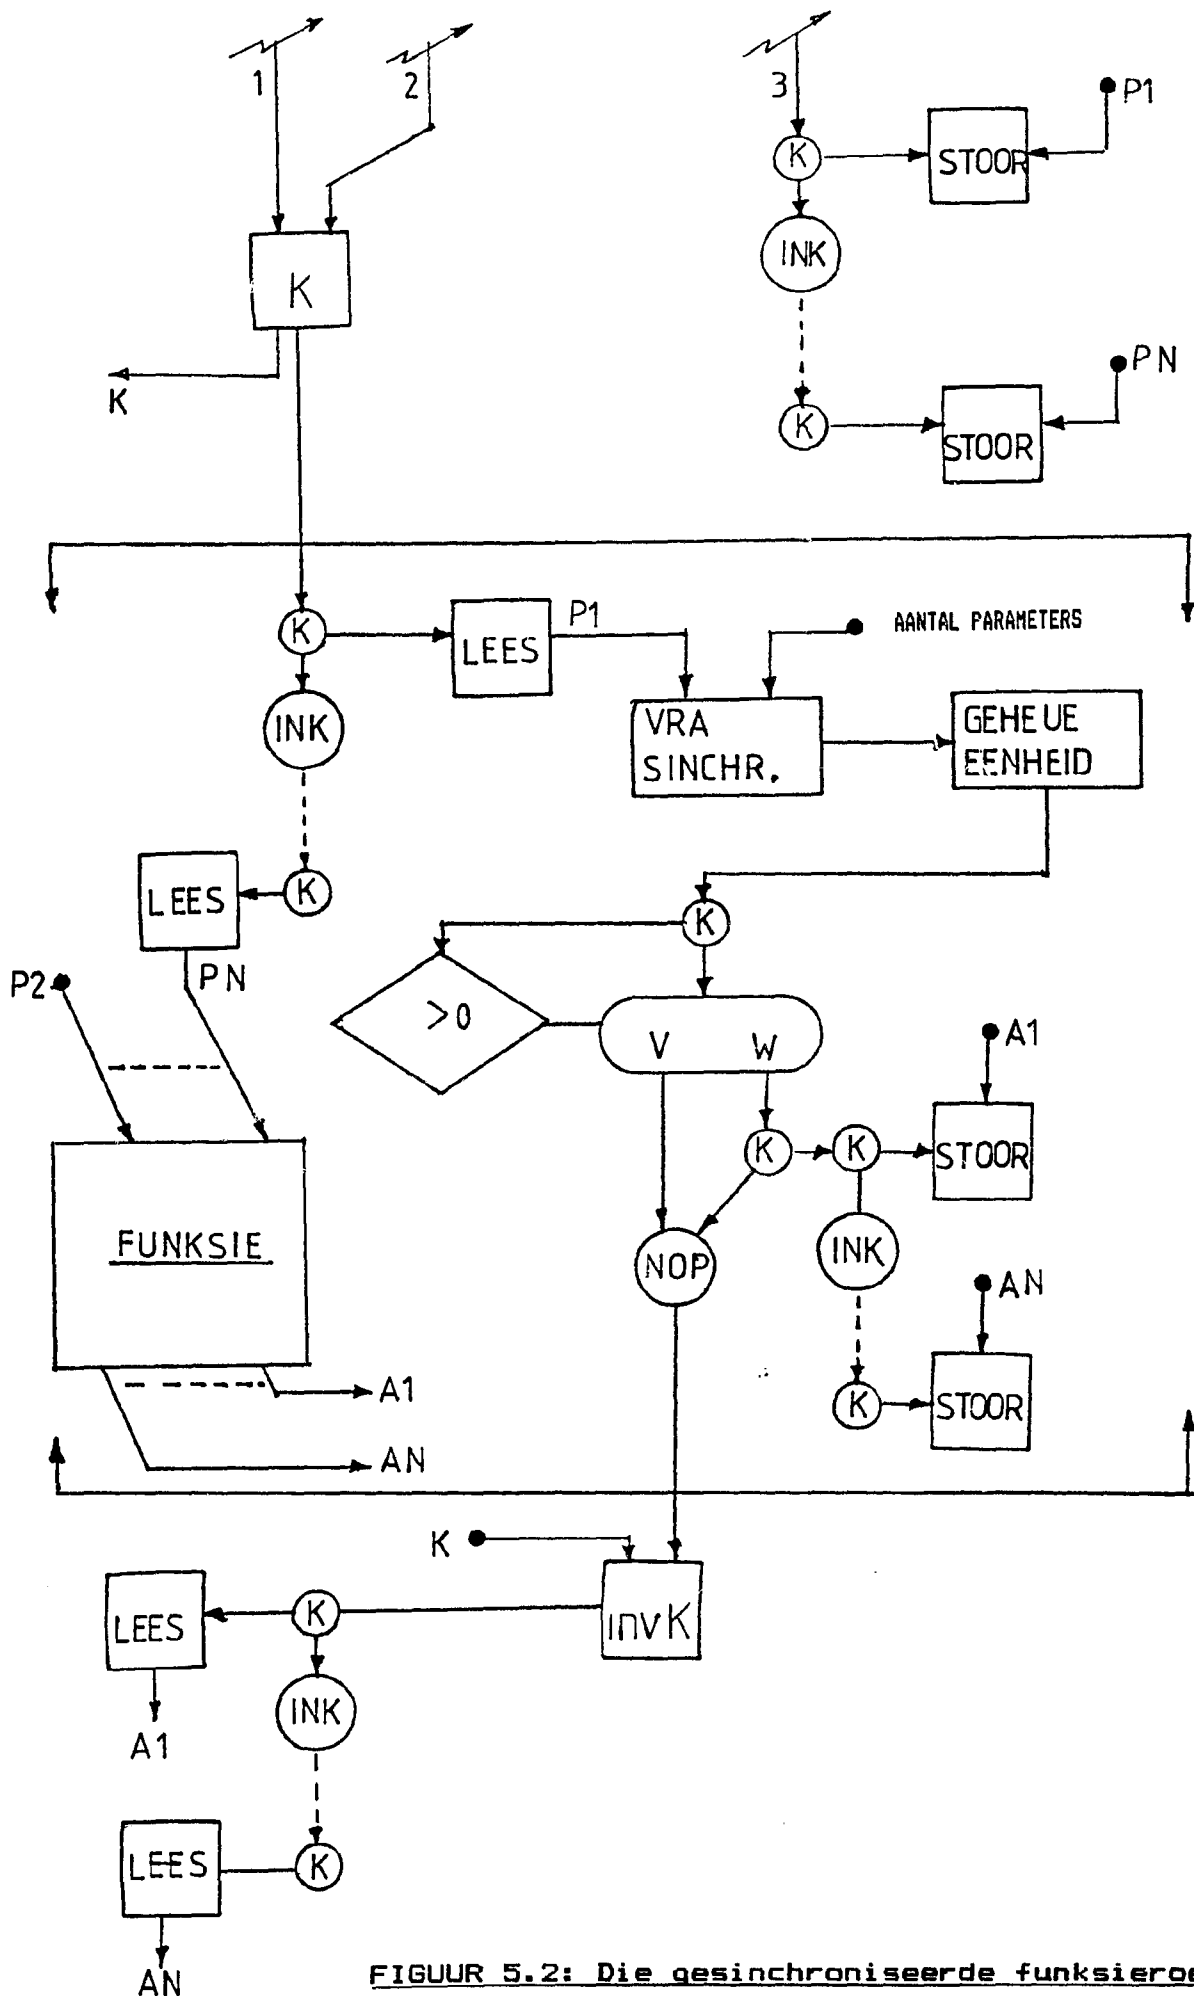 1
2
3
P1
K
STOOR
INK
K
PN
K
K
STOOR
K
LEES
P1
AANTAL PARAMETERS
INK
VRA
SINCHR.
GEHEUE
EENHEID
LEES
K
K
P2
PN
>0
V W
A1
K
K
STOOR
FUNKSIE
NOP
INK
AN
A1
K
STOOR
AN
K
LEES
K
INVK
INK
A1
LEES
K
AN
FIGUUR 5.2: Die gesinchroniseerde